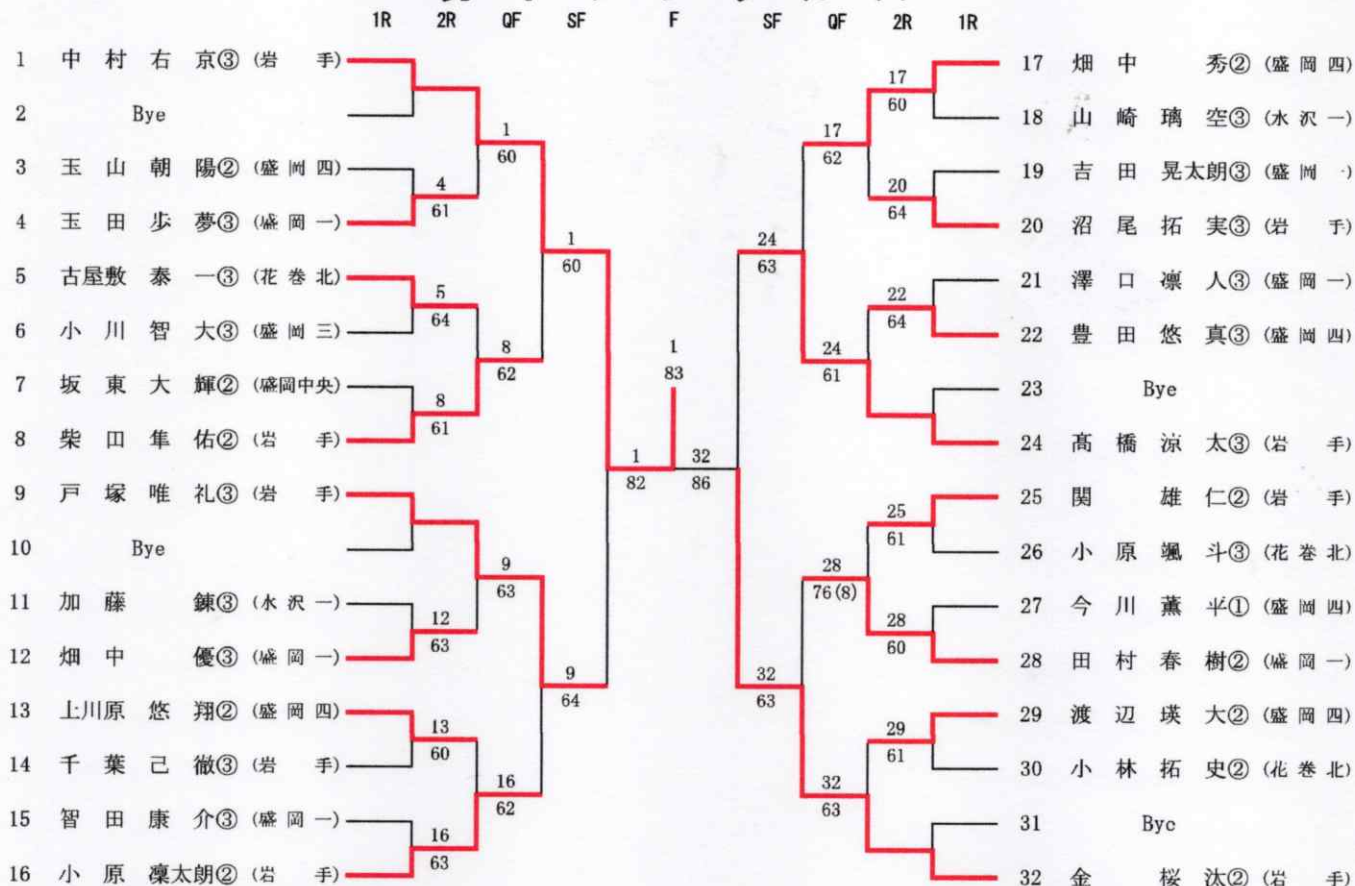 1R 2R QF SF F SF QF 2R 1R
1 中村右京③ (岩手)
2 Bye
3 玉山朝陽② (盛岡四)
4 玉田歩夢③ (盛岡一)
5 古屋敷泰一③ (花巻北)
6 小川智大③ (盛岡三)
7 坂東大輝② (盛岡中央)
8 柴田隼佑② (岩手)
9 戸塚唯礼③ (岩手)
10 Bye
11 加藤錬③ (水沢一)
12 畑中優③ (盛岡一)
13 上川原悠翔② (盛岡四)
14 千葉己徹③ (岩手)
15 智田康介③ (盛岡一)
16 小原凜太朗② (岩手)
4
61
5
64
8
61
12
63
13
60
16
63
1
60
8
62
9
63
16
62
1
60
9
64
1
82
1
83
32
86
24
63
32
63
17
62
24
61
28
76(8)
32
63
17
60
20
64
22
64
25
61
28
60
29
61
17 畑中秀② (盛岡四)
18 山崎璃空③ (水沢一)
19 吉田晃太朗③ (盛岡
20 沼尾拓実③ (岩手)
21 澤口凛人③ (盛岡一)
22 豊田悠真③ (盛岡四)
23 Bye
24 髙橋涼太③ (岩手)
25 関雄仁② (岩手)
26 小原颯斗③ (花巻北)
27 今川薫平① (盛岡四)
28 田村春樹② (盛岡一)
29 渡辺瑛大② (盛岡四)
30 小林拓史② (花巻北)
31 Bye
32 金桜汰② (岩手)